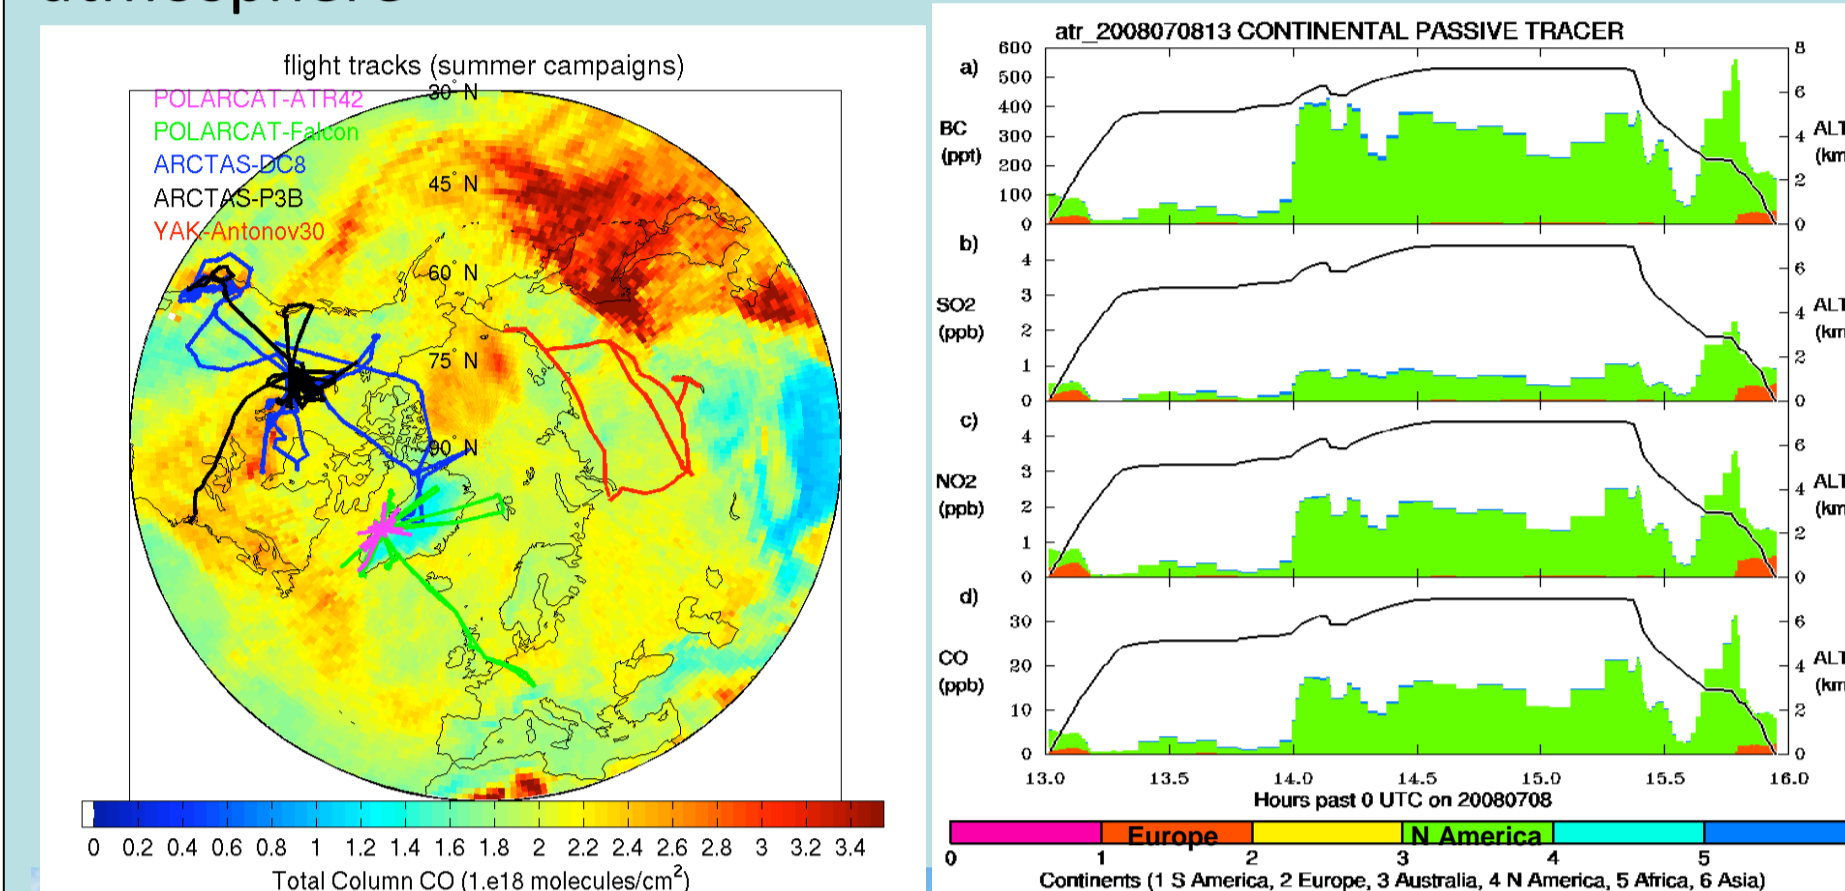 atmosphere
flight tracks (summer campaigns)
POLARCAT-ATR42
POLARCAT-Falcon
ARCTAS-DC8
ARCTAS-P3B
YAK-Antonov30
30° N
45° N
60° N
75° N
90° N
0 0.2 0.4 0.6 0.8 1 1.2 1.4 1.6 1.8 2 2.2 2.4 2.6 2.8 3 3.2 3.4
Total Column CO (1.e18 molecules/cm²)
atr_2008070813 CONTINENTAL PASSIVE TRACER
a)
BC
(ppt)
600
500
400
300
200
100
0
8
6
4
2
0
ALT
(km
b)
SO2
(ppb)
4
3
2
1
0
6
4
2
0
ALT
(km
c)
NO2
(ppb)
4
3
2
1
0
6
4
2
0
ALT
(km
d)
CO
(ppb)
30
20
10
0
6
4
2
0
ALT
(km
13.0 13.5 14.0 14.5 15.0 15.5 16.0
Hours past 0 UTC on 20080708
Europe N America
0 1 2 3 4 5
Continents (1 S America, 2 Europe, 3 Australia, 4 N America, 5 Africa, 6 Asia)